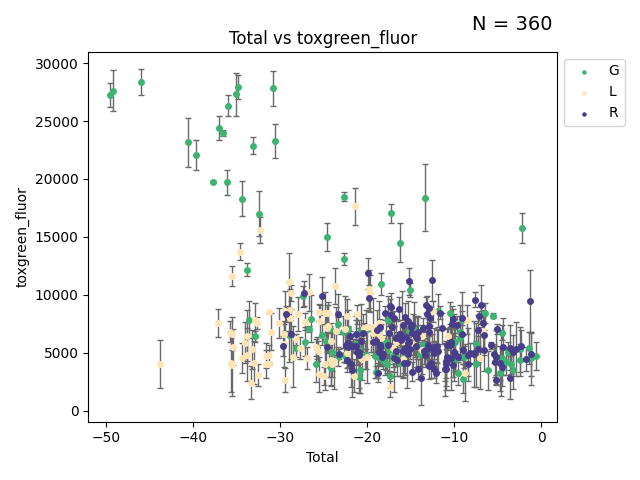 N = 360
Total vs toxgreen_fluor
30000
25000
20000
15000
10000
5000
0
toxgreen_fluor
−50 −40 −30 −20 −10 0
Total
G
L
R